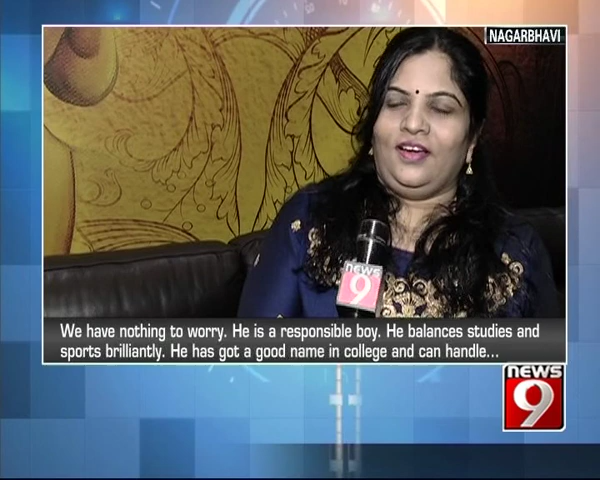 NAGARBHAVI
NEWS
9
We have nothing to worry. He is a responsible boy. He balances studies and
sports brilliantly. He has got a good name in college and can handle...
NEWS
9